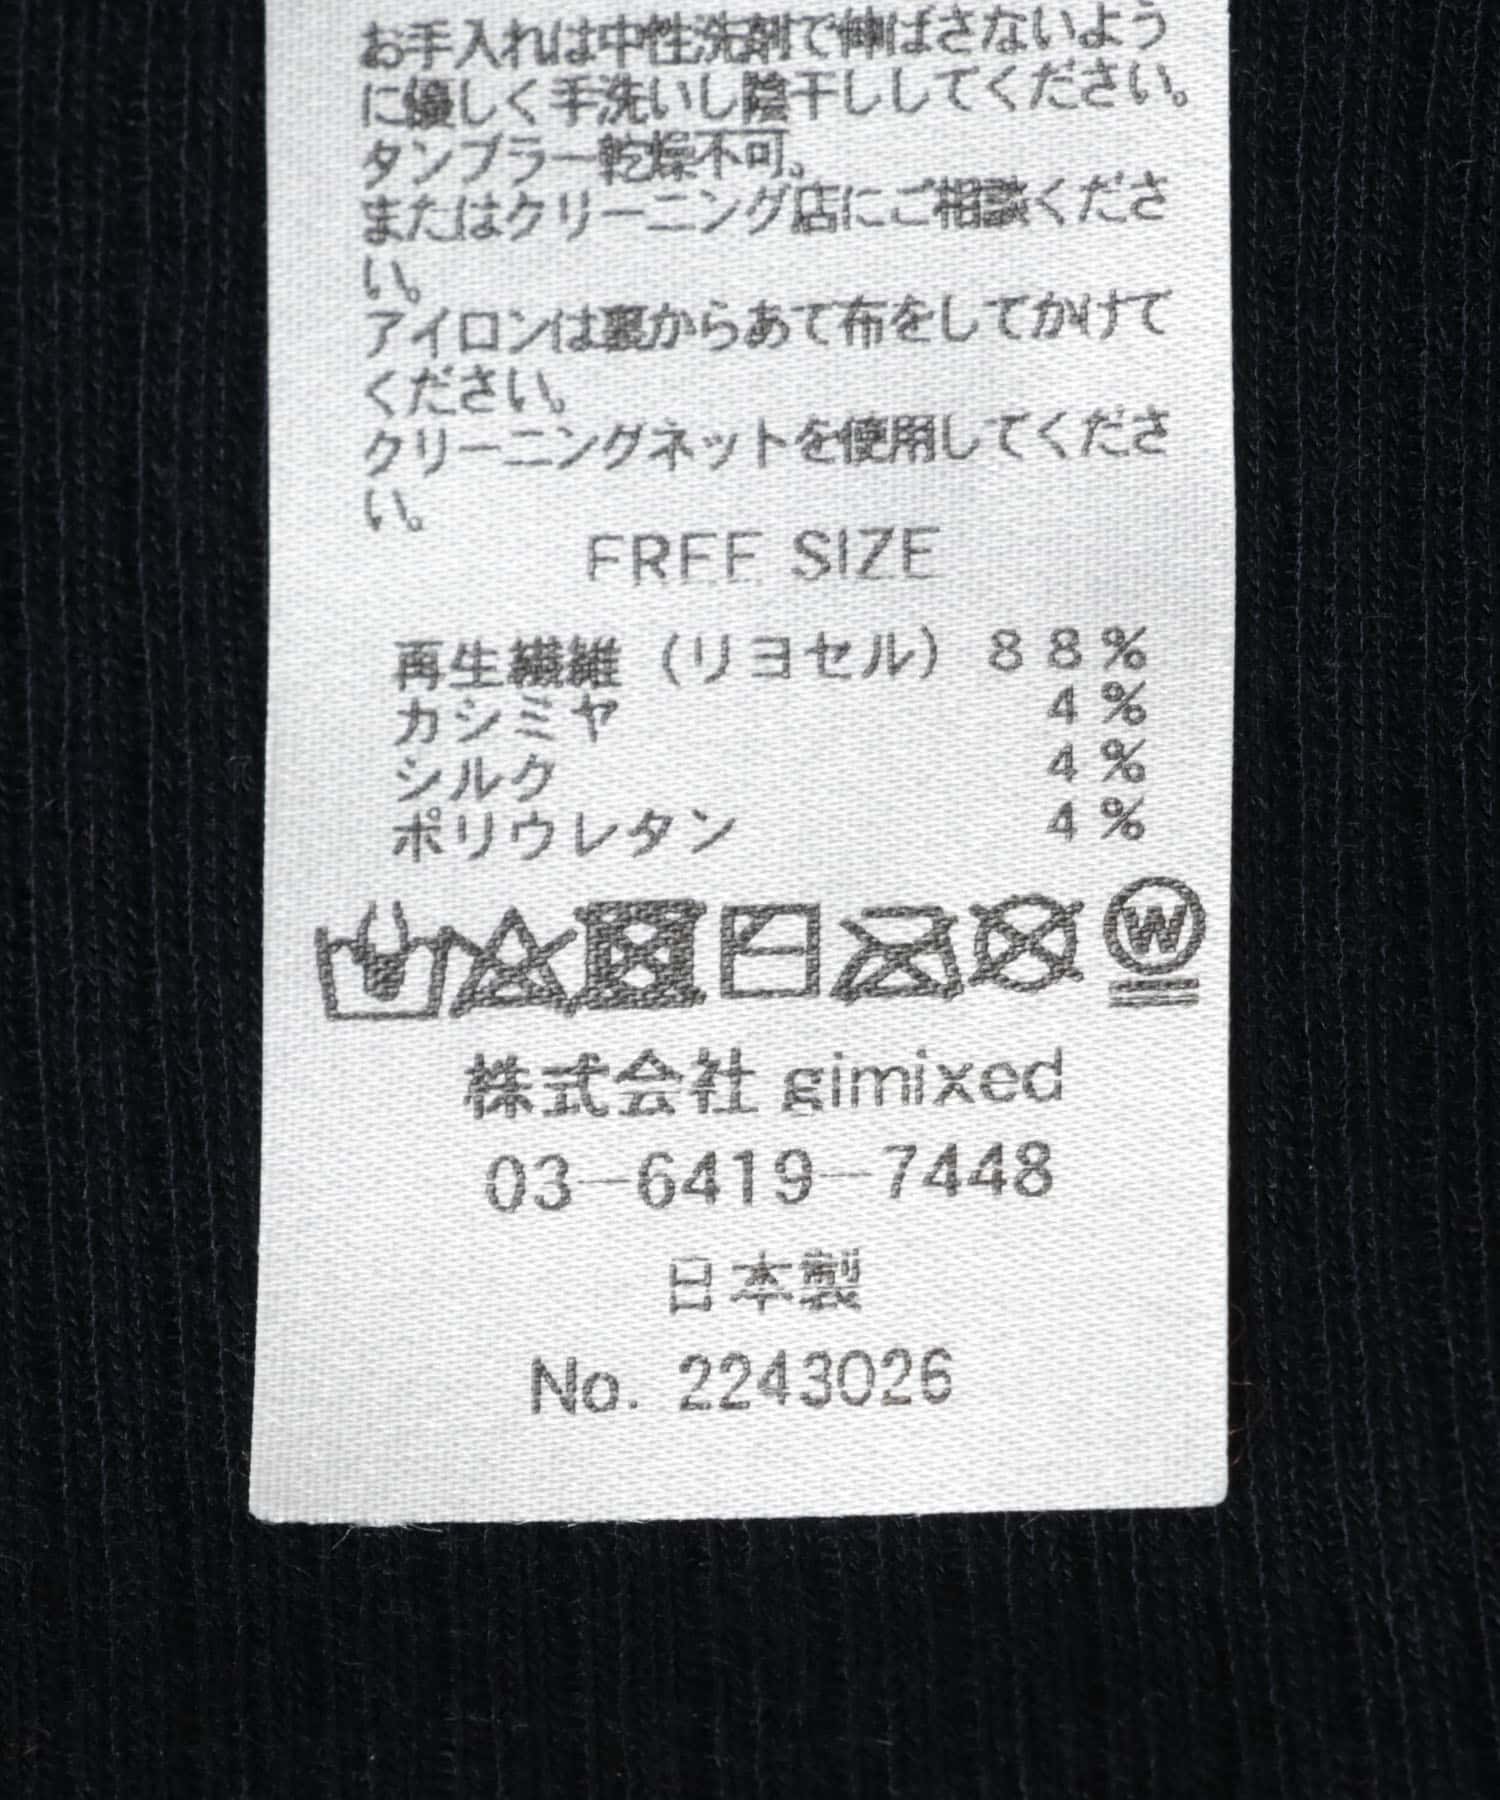 お手入れは中性洗剤で伸ばさないよう
に優しく手洗いし陰干ししてください。
タンブラー乾燥不可。
またはクリーニング店にご相談くださ
い。
アイロンは裏からあて布をしてかけて
ください。
クリーニングネットを使用してくださ
い。
FREE SIZE
再生繊維（リヨセル） 88%
カシミヤ 4%
シルク 4%
ポリウレタン 4%
W
株式会社 gimixed
03-6419-7448
日本製
No. 2243026